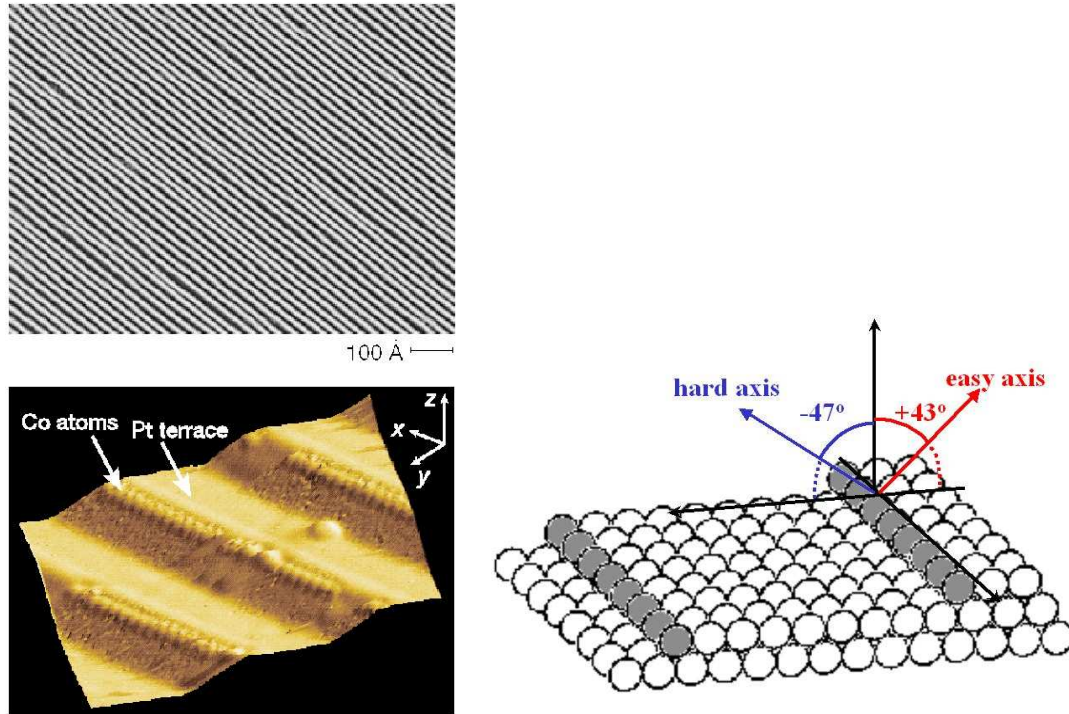 100 Å
Co atoms
Pt terrace
z
x
y
hard axis
-47°
+43°
easy axis